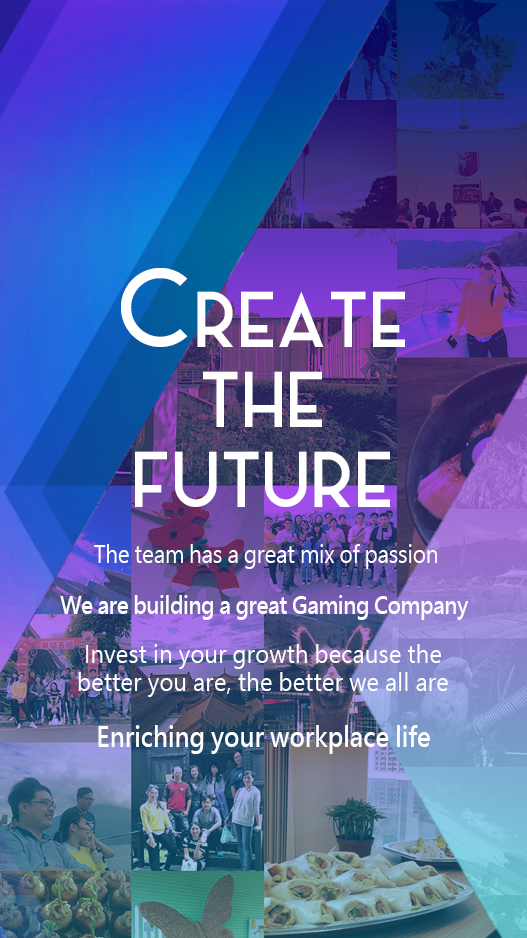 CREATE
THE
FUTURE
The team has a great mix of passion
We are building a great Gaming Company
Invest in your growth because the
better you are, the better we all are
Enriching your workplace life